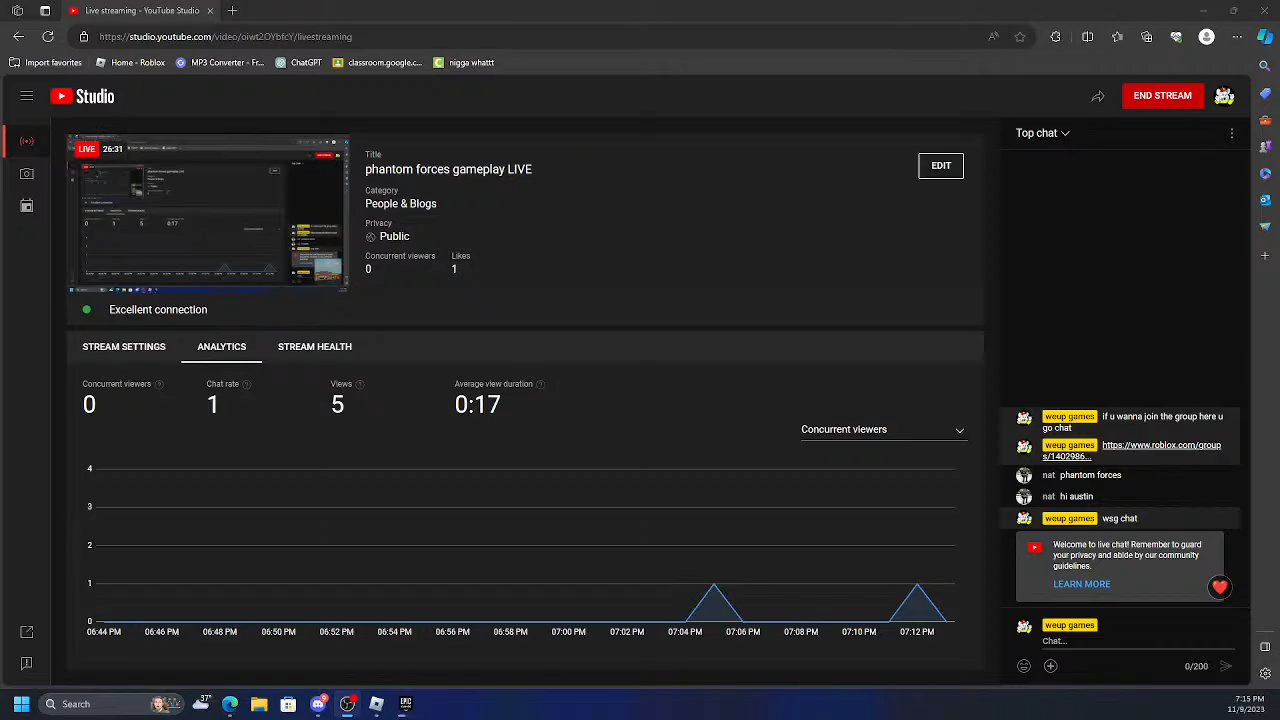 Live streaming - YouTube Studio
https://studio.youtube.com/video/oiwt2OYbfcY/livestreaming
Import favorites
Home - Roblox
MP3 Converter - Fr...
ChatGPT
classroom.google.c...
nigga whattt
Studio
END STREAM
LIVE 26:31
Title
phantom forces gameplay LIVE
EDIT
Category
People & Blogs
Privacy
Public
Concurrent viewers
Likes
0
1
Excellent connection
STREAM SETTINGS
ANALYTICS
STREAM HEALTH
Concurrent viewers
Chat rate
Views
Average view duration
0
1
5
0:17
Concurrent viewers
4
3
2
1
0
06:44 PM
06:46 PM
06:48 PM
06:50 PM
06:52 PM
06:54 PM
06:56 PM
06:58 PM
07:00 PM
07:02 PM
07:04 PM
07:06 PM
07:08 PM
07:10 PM
07:12 PM
Top chat
weup games if u wanna join the group here u
go chat
weup games https://www.roblox.com/group
s/1402986...
nat phantom forces
nat hi austin
weup games wsg chat
Welcome to live chat! Remember to guard
your privacy and abide by our community
guidelines.
LEARN MORE
weup games
Chat...
0/200
Search
37°
9
7:15 PM
11/9/2023